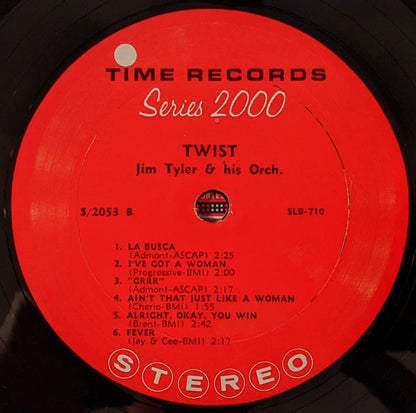 TIME RECORDS
Series 2000
TWIST
Jim Tyler & his Orch.
S/2053 B
SLB-710
1. LA BUSCA
(Admont-ASCAP) 2:25
2. I'VE GOT A WOMAN
(Progressive-BMI) 2:00
3. "GRRR"
(Admont-ASCAP) 2:17
4. AIN'T THAT JUST LIKE A WOMAN
(Cherio-BMI) 1:55
5. ALRIGHT, OKAY, YOU WIN
(Brent-BMI) 2:42
6. FEVER
(Jay & Cee-BMI) 2:17
STEREO